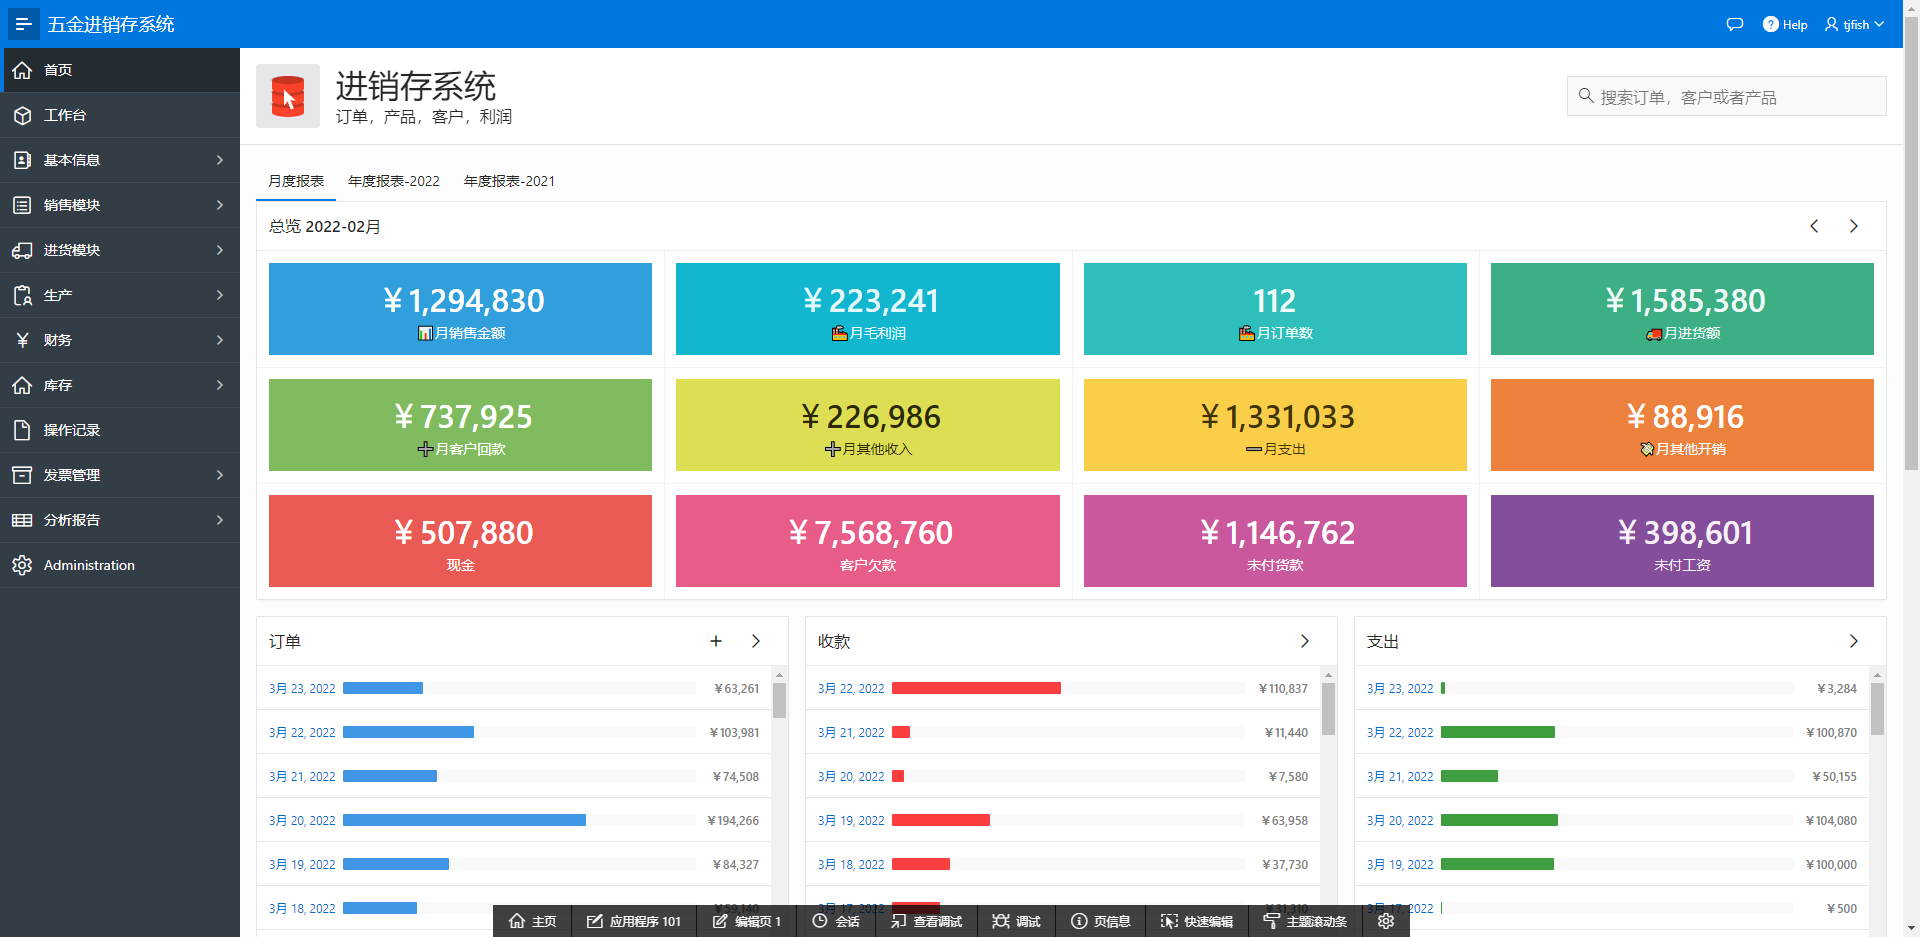 五金进销存系统
Help
tjfish
首页
工作台
基本信息
销售模块
进货模块
生产
财务
库存
操作记录
发票管理
分析报告
Administration
进销存系统
订单，产品，客户，利润
搜索订单，客户或者产品
月度报表 年度报表-2022 年度报表-2021
总览 2022-02月
¥1,294,830
月销售金额
¥223,241
月毛利润
112
月订单数
¥1,585,380
月进货额
¥737,925
月客户回款
¥226,986
月其他收入
¥1,331,033
月支出
¥88,916
月其他开销
¥507,880
现金
¥7,568,760
客户欠款
¥1,146,762
未付货款
¥398,601
未付工资
订单
3月 23, 2022 ¥63,261
3月 22, 2022 ¥103,981
3月 21, 2022 ¥74,508
3月 20, 2022 ¥194,266
3月 19, 2022 ¥84,327
3月 18, 2022 ¥59,140
收款
3月 22, 2022 ¥110,837
3月 21, 2022 ¥11,440
3月 20, 2022 ¥7,580
3月 19, 2022 ¥63,958
3月 18, 2022 ¥37,730
3月 17, 2022 ¥31,310
支出
3月 23, 2022 ¥3,284
3月 22, 2022 ¥100,870
3月 21, 2022 ¥50,155
3月 20, 2022 ¥104,080
3月 19, 2022 ¥100,000
3月 17, 2022 ¥500
主页 应用程序 101 编辑页 1 会话 查看调试 调试 页信息 快速编辑 主题滚动条